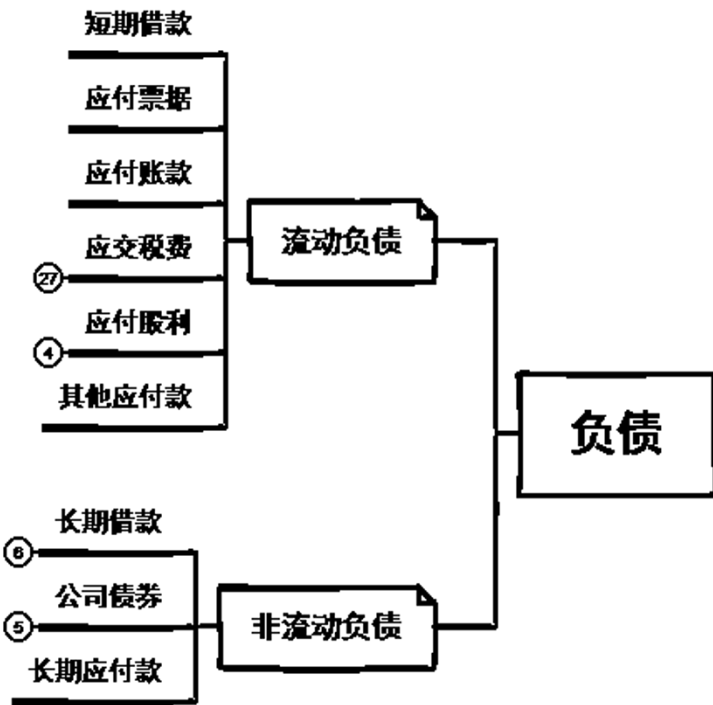 短期借款
应付票据
应付账款
应交税费
27
应付股利
4
其他应付款
流动负债
负债
长期借款
6
公司债券
5
长期应付款
非流动负债